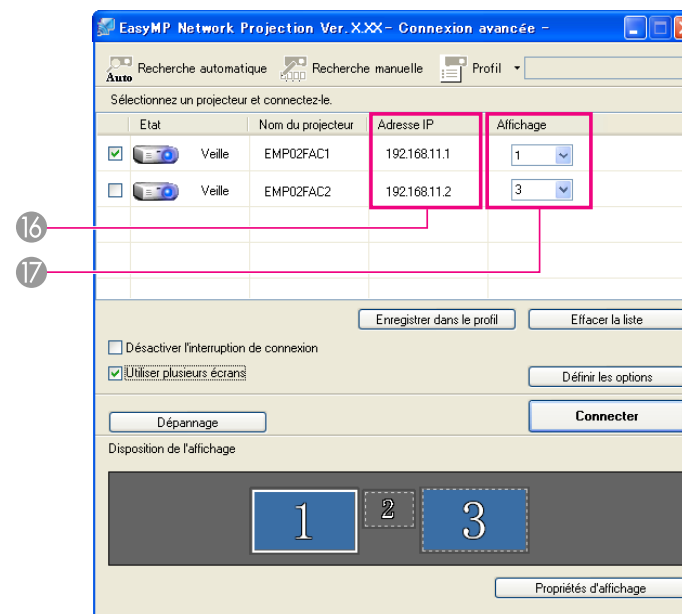 EasyMP Network Projection Ver. X.XX - Connexion avancée -
Auto Recherche automatique Recherche manuelle Profil
Sélectionnez un projecteur et connectez-le.
Etat Nom du projecteur Adresse IP Affichage
Veille EMP02FAC1 192.168.11.1 1
Veille EMP02FAC2 192.168.11.2 3
16
17
Enregistrer dans le profil Effacer la liste
Désactiver l'interruption de connexion
Utiliser plusieurs écrans Définir les options
Dépannage Connecter
Disposition de l'affichage
1 2 3
Propriétés d'affichage